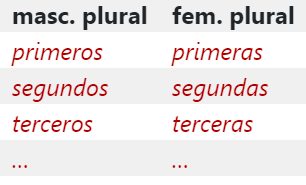 masc. plural fem. plural
primeros primeras
segundos segundas
terceros terceras
... ...